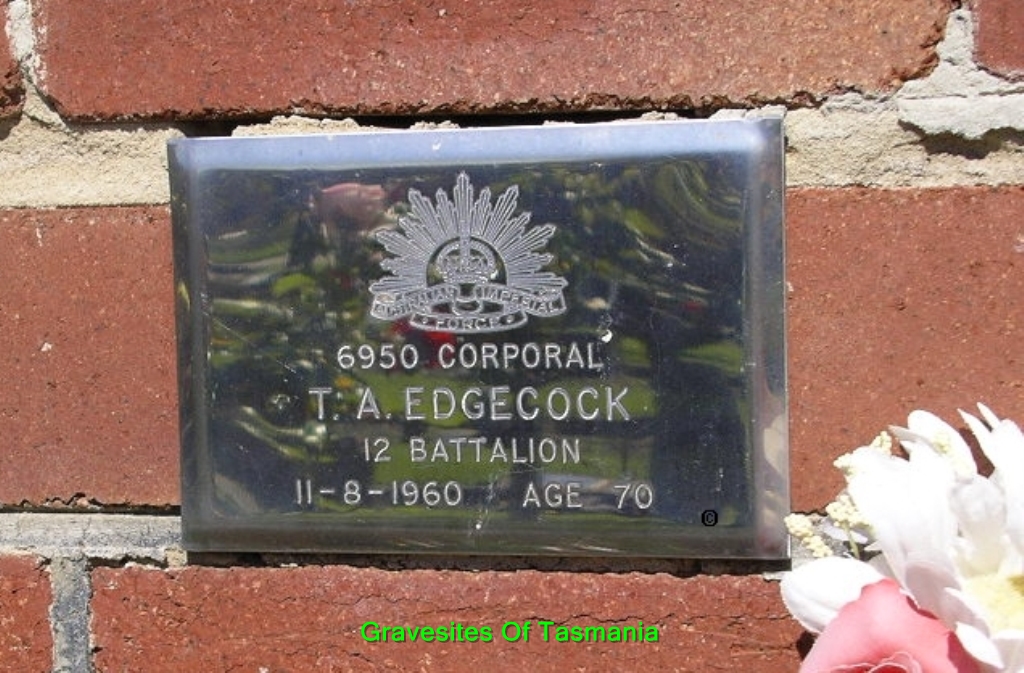 AUSTRALIAN IMPERIAL
FORCE
6950 CORPORAL
T. A. EDGECOCK
12 BATTALION
11-8-1960 AGE 70
©
Gravesites Of Tasmania